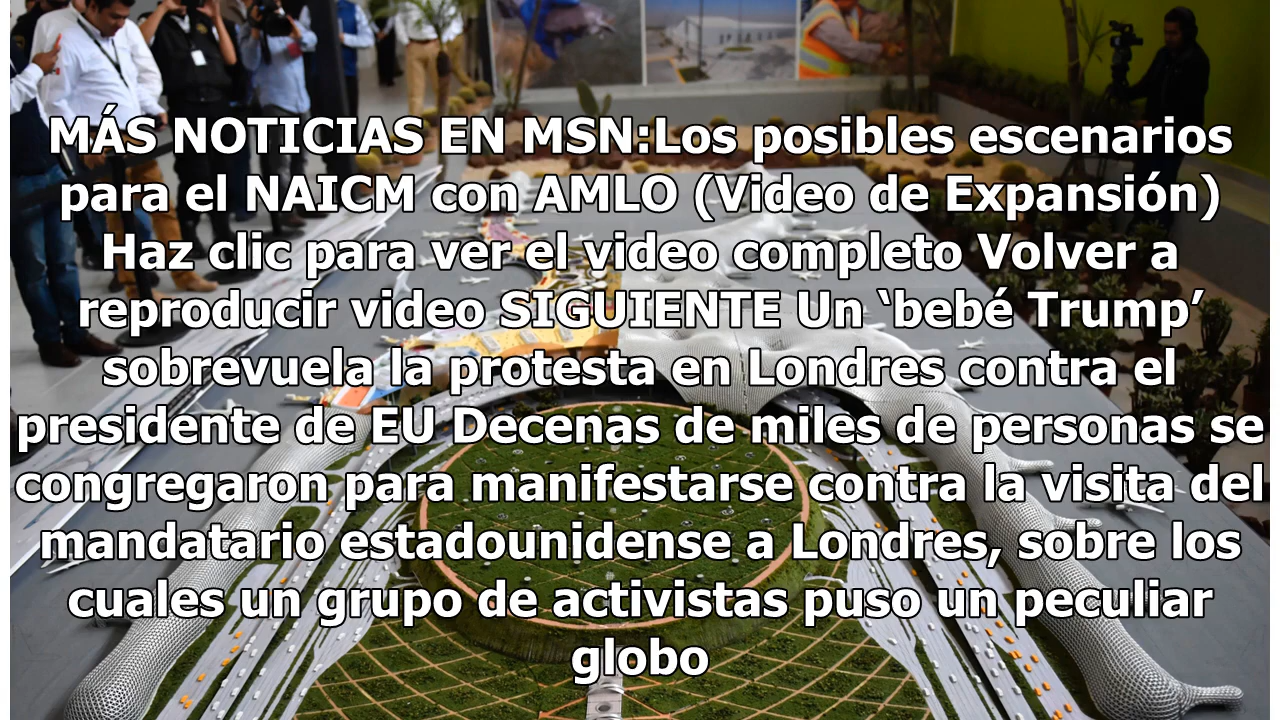 MÁS NOTICIAS EN MSN:Los posibles escenarios
para el NAICM con AMLO (Video de Expansión)
Haz clic para ver el video completo Volver a
reproducir video SIGUIENTE Un ‘bebé Trump’
sobrevuela la protesta en Londres contra el
presidente de EU Decenas de miles de personas se
congregaron para manifestarse contra la visita del
mandatario estadounidense a Londres, sobre los
cuales un grupo de activistas puso un peculiar
globo